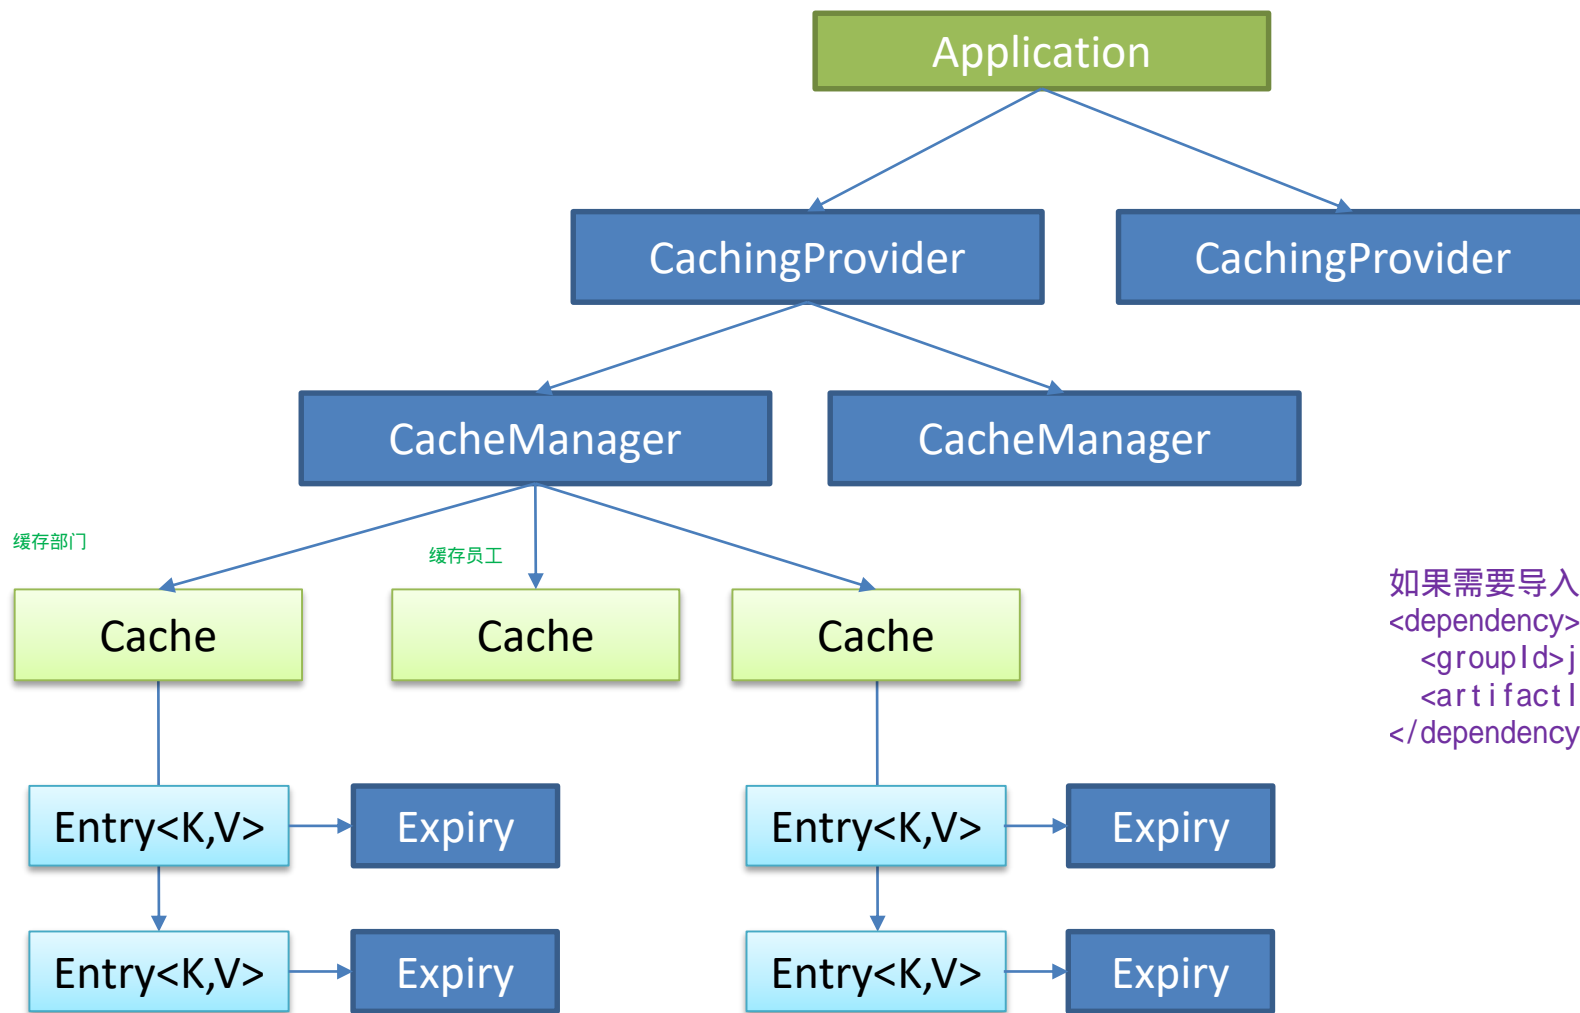 Application
CachingProvider
CachingProvider
CacheManager
CacheManager
缓存部门
缓存员工
Cache
Cache
Cache
如果需要导入
<dependency>
<groupId>j
<artifactI
</dependency
Entry<K,V>
Expiry
Entry<K,V>
Expiry
Entry<K,V>
Expiry
Entry<K,V>
Expiry